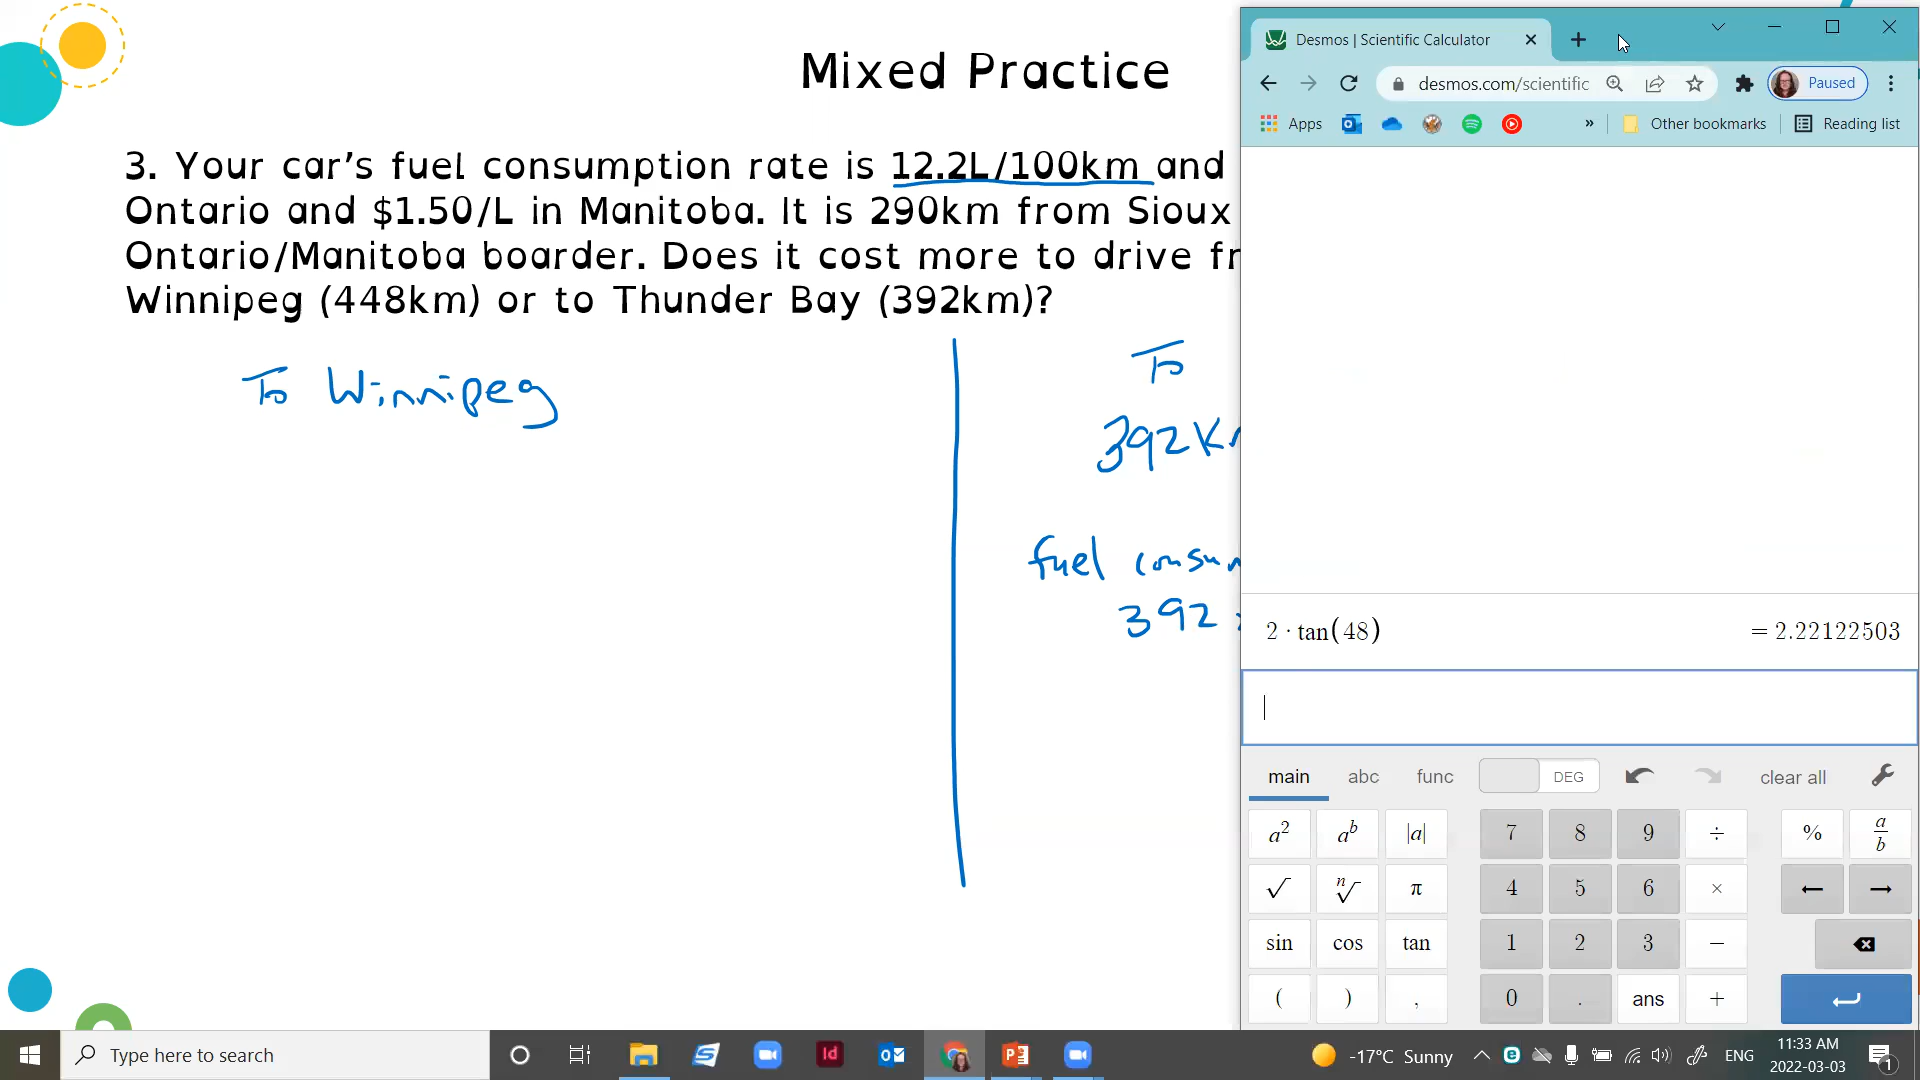 Mixed Practice
3. Your car's fuel consumption rate is 12.2L/100km and
Ontario and $1.50/L in Manitoba. It is 290km from Sioux
Ontario/Manitoba boarder. Does it cost more to drive fr
Winnipeg (448km) or to Thunder Bay (392km)?
To Winnipeg
To
392K
fuel consum
392
Desmos | Scientific Calculator
desmos.com/scientific
Paused
Apps
» Other bookmarks
Reading list
2 · tan(48) = 2.22122503
main abc func DEG clear all
a² aᵇ |a| 7 8 9 ÷ % a/b
√ ⁿ√ π 4 5 6 × ← →
sin cos tan 1 2 3 −
( ) , 0 . ans +
Type here to search
Id
-17°C Sunny
ENG
11:33 AM
2022-03-03
1